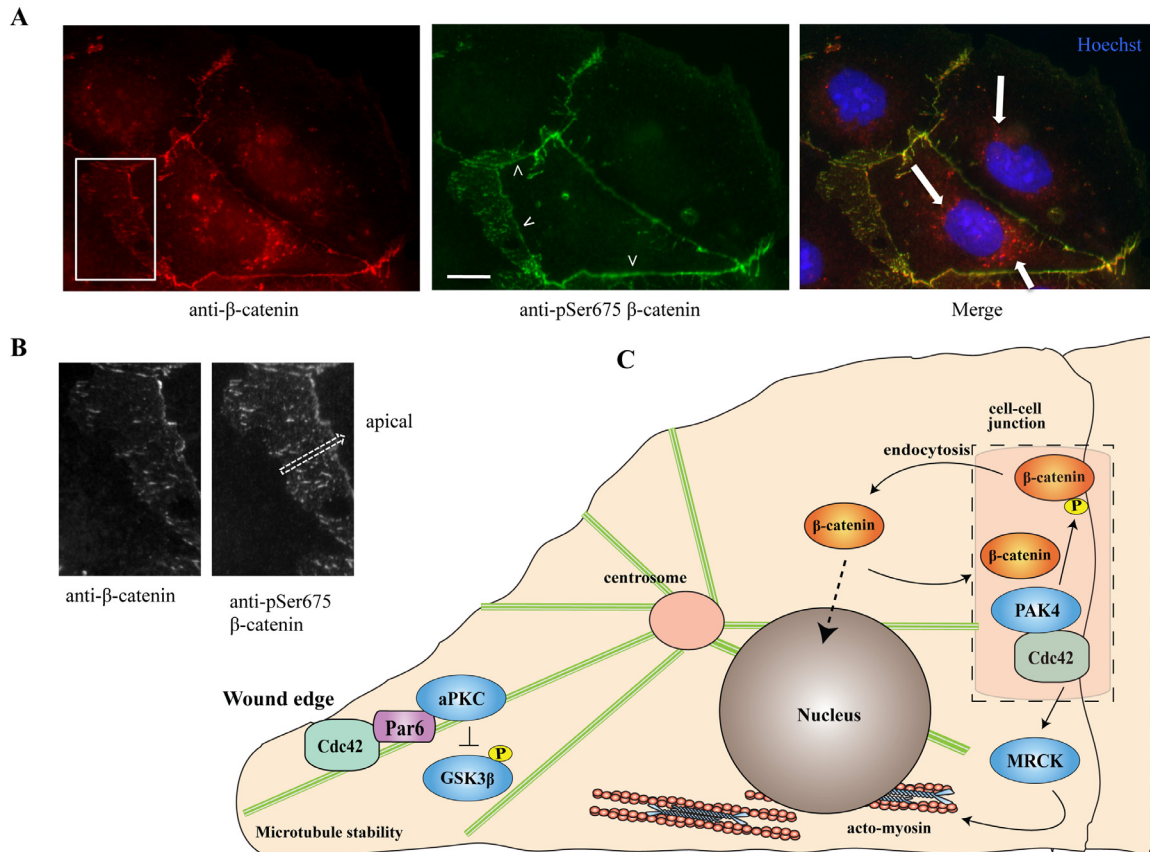 A
Hoechst
anti-β-catenin
anti-pSer675 β-catenin
Merge
B
apical
anti-β-catenin
anti-pSer675
β-catenin
C
cell-cell
junction
endocytosis
β-catenin
P
β-catenin
β-catenin
centrosome
PAK4
Cdc42
Wound edge
aPKC
Par6
Cdc42
Nucleus
P
GSK3β
MRCK
acto-myosin
Microtubule stability